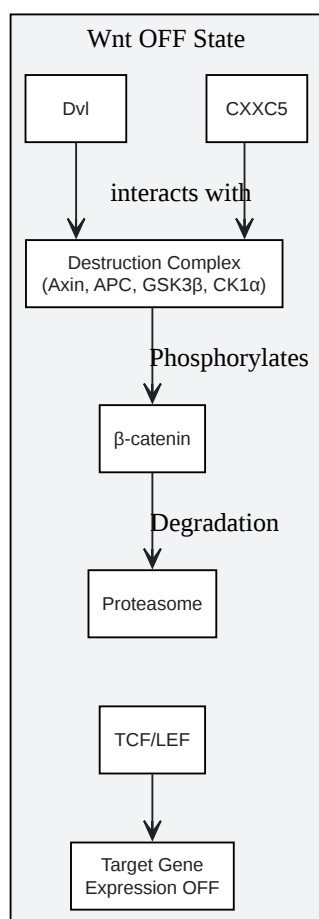 Wnt OFF State
Dvl
CXXC5
interacts with
Destruction Complex
(Axin, APC, GSK3β, CK1α)
Phosphorylates
β-catenin
Degradation
Proteasome
TCF/LEF
Target Gene
Expression OFF